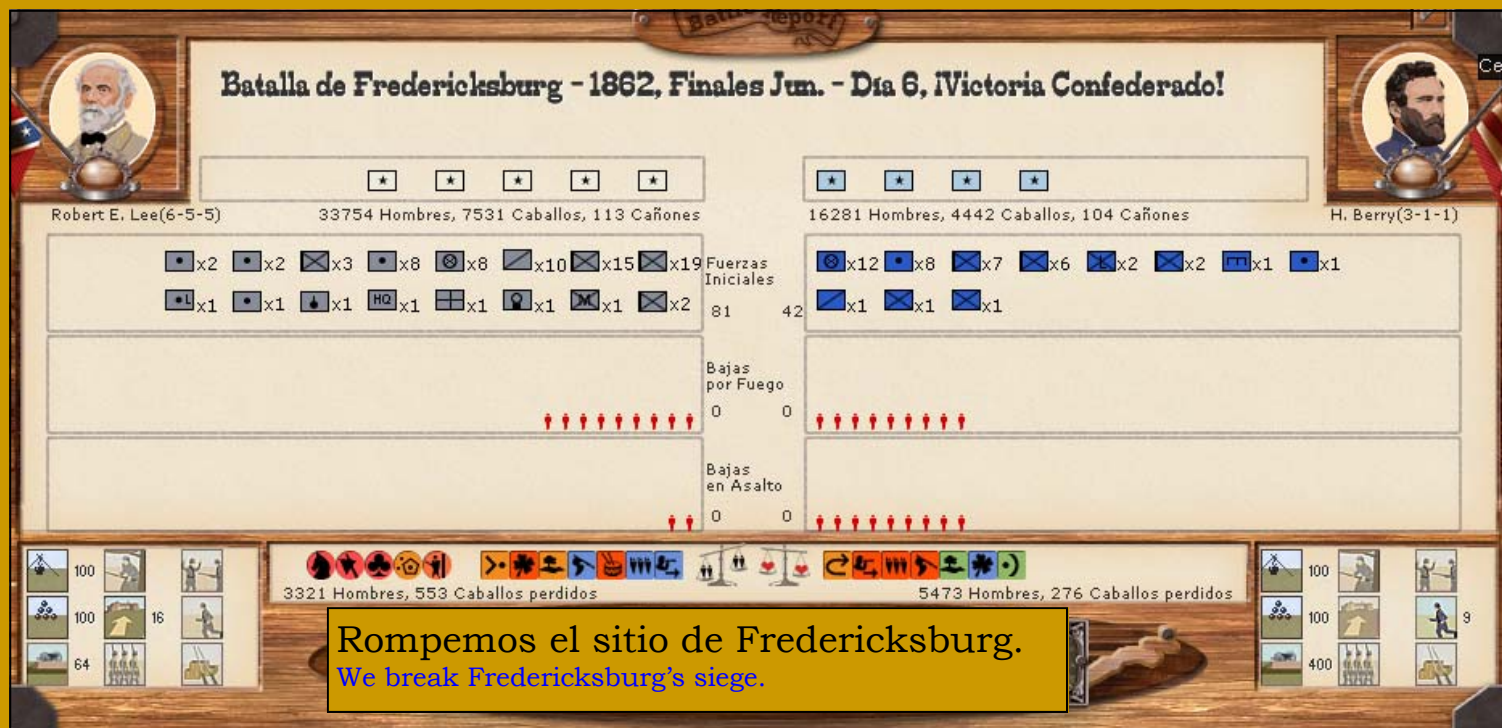 Battle Report
Batalla de Fredericksburg - 1862, Finales Jun. - Día 6, ¡Victoria Confederado!
Ce
Robert E. Lee(6-5-5)
33754 Hombres, 7531 Caballos, 113 Cañones
16281 Hombres, 4442 Caballos, 104 Cañones
H. Berry(3-1-1)
x2 x2 x3 x8 x8 x10 x15 x19
Fuerzas
Iniciales
x12 x8 x7 x6 L x2 x2 x1 x1
L x1 x1 x1 HQ x1 x1 x1 M x1 x2
81 42
x1 x1 x1
Bajas
por Fuego
0 0
Bajas
en Asalto
0 0
100
100 16
64
3321 Hombres, 553 Caballos perdidos
5473 Hombres, 276 Caballos perdidos
100
100 9
400
Rompemos el sitio de Fredericksburg.
We break Fredericksburg's siege.